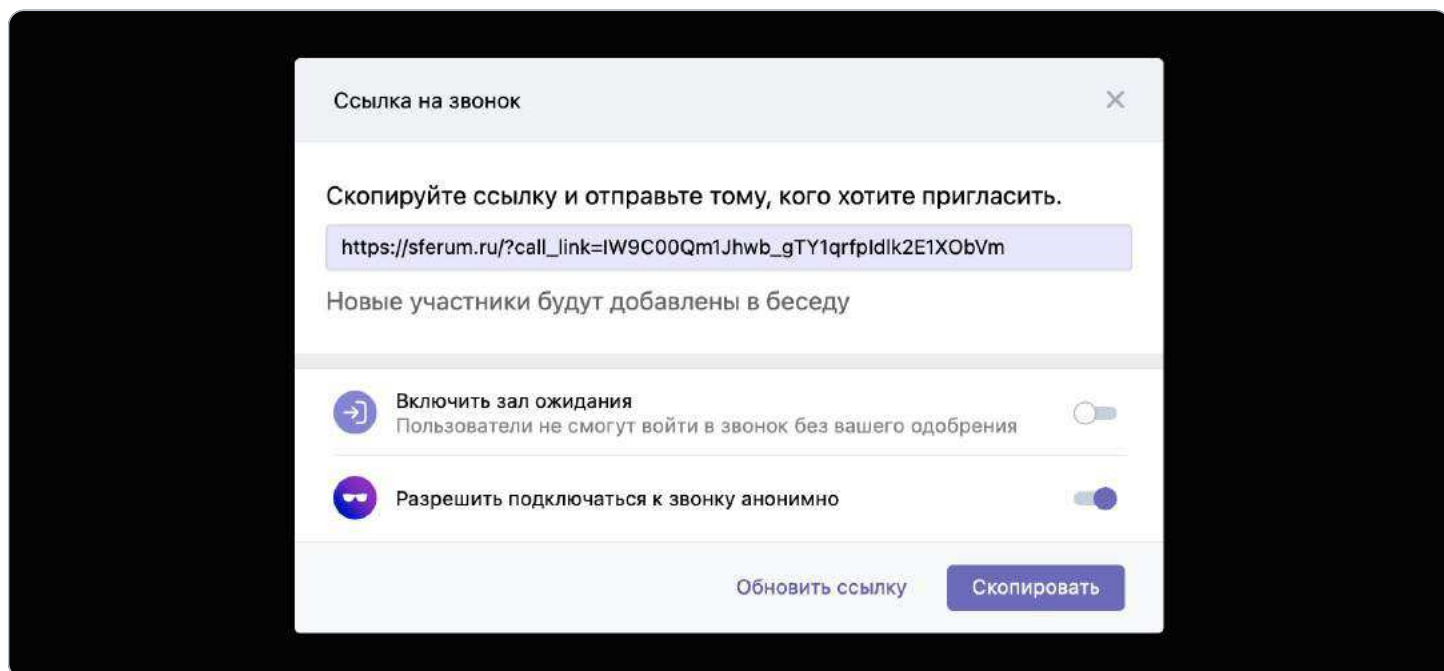 Ссылка на звонок
Скопируйте ссылку и отправьте тому, кого хотите пригласить.
https://sferum.ru/?call_link=IW9C00Qm1Jhwb_gTY1qrfpIdlk2E1XObVm
Новые участники будут добавлены в беседу
Включить зал ожидания
Пользователи не смогут войти в звонок без вашего одобрения
Разрешить подключаться к звонку анонимно
Обновить ссылку
Скопировать